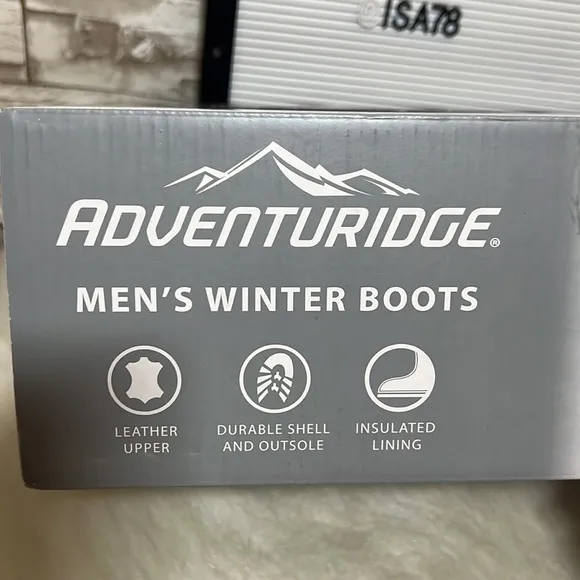 ISA78
ADVENTURIDGE®
MEN'S WINTER BOOTS
LEATHER
UPPER
DURABLE SHELL
AND OUTSOLE
INSULATED
LINING